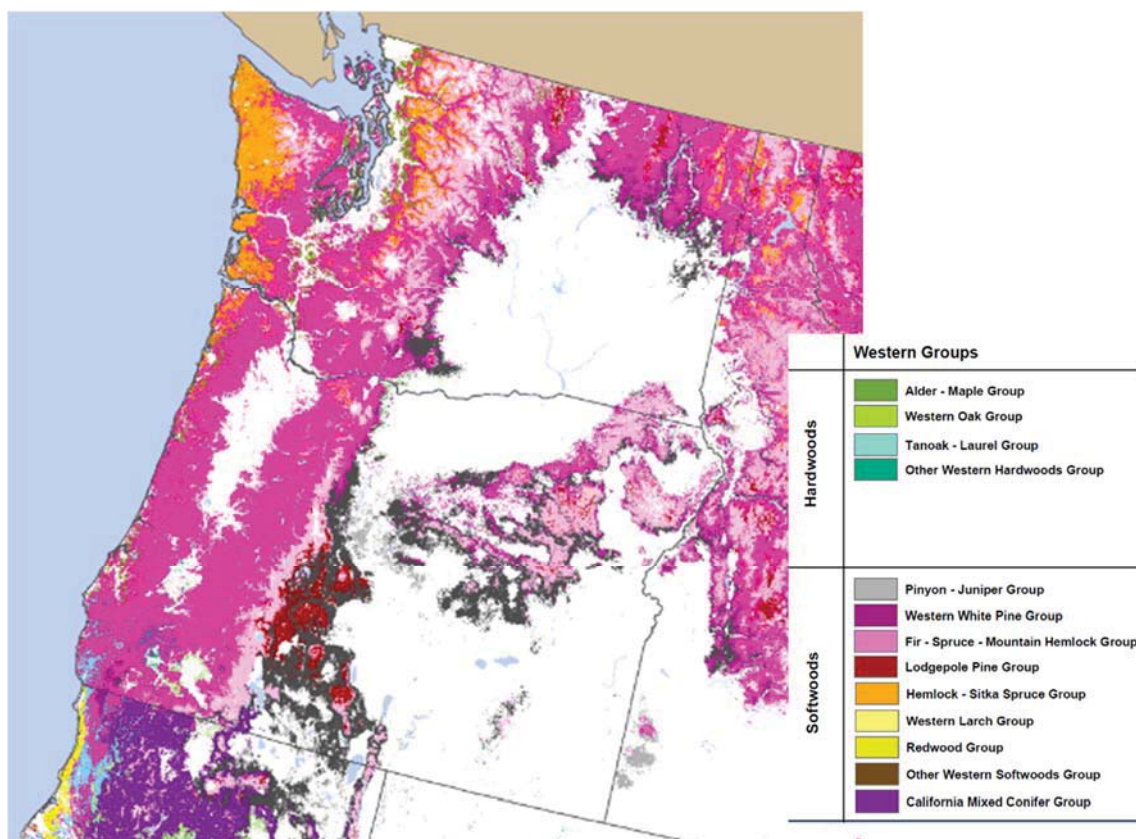 Western Groups
Hardwoods
Alder - Maple Group
Western Oak Group
Tanoak - Laurel Group
Other Western Hardwoods Group
Softwoods
Pinyon - Juniper Group
Western White Pine Group
Fir - Spruce - Mountain Hemlock Group
Lodgepole Pine Group
Hemlock - Sitka Spruce Group
Western Larch Group
Redwood Group
Other Western Softwoods Group
California Mixed Conifer Group